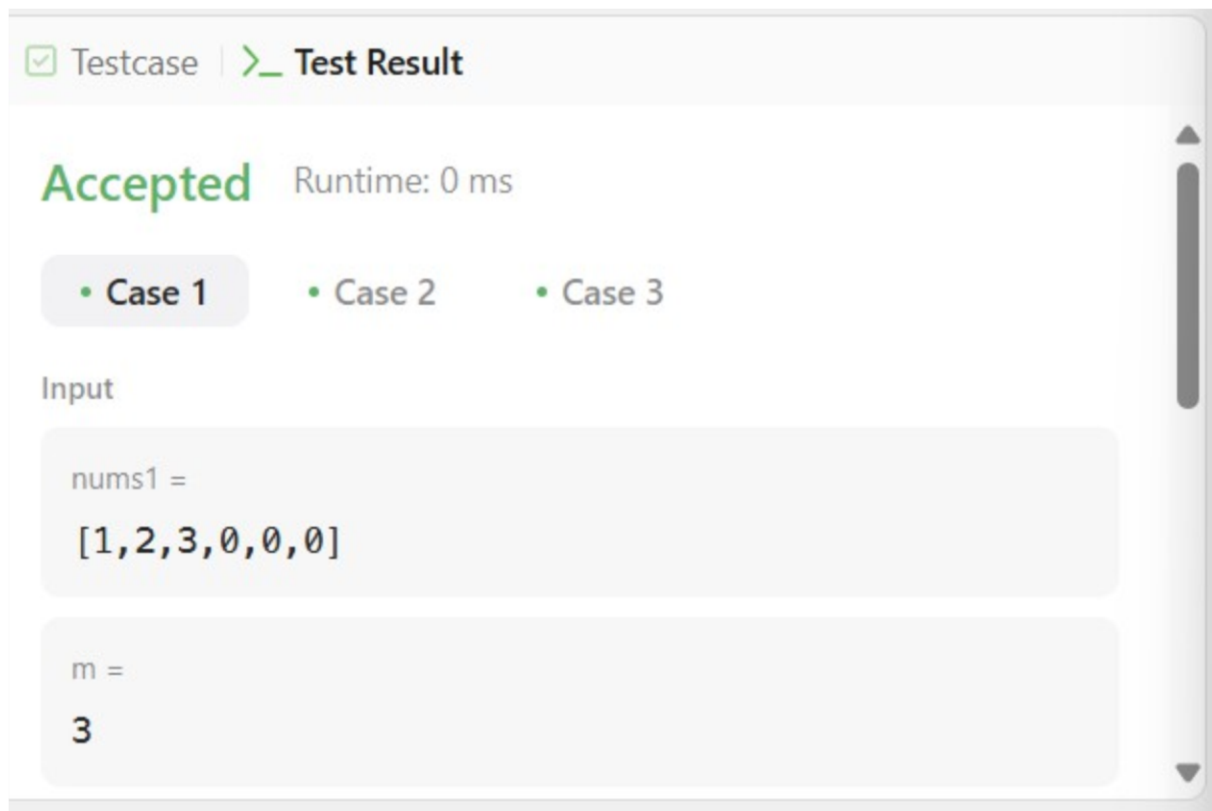 Testcase >_ Test Result
Accepted Runtime: 0 ms
• Case 1 • Case 2 • Case 3
Input
nums1 =
[1,2,3,0,0,0]
m =
3